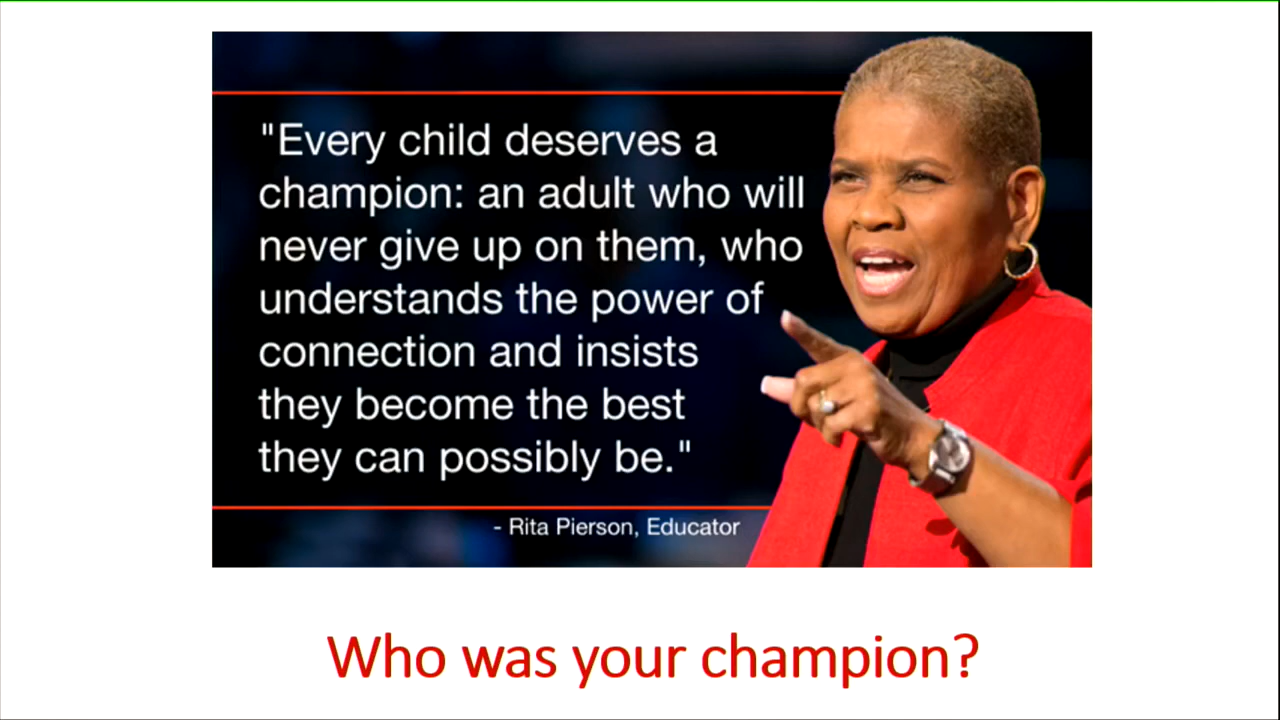 "Every child deserves a
champion: an adult who will
never give up on them, who
understands the power of
connection and insists
they become the best
they can possibly be."
- Rita Pierson, Educator
Who was your champion?